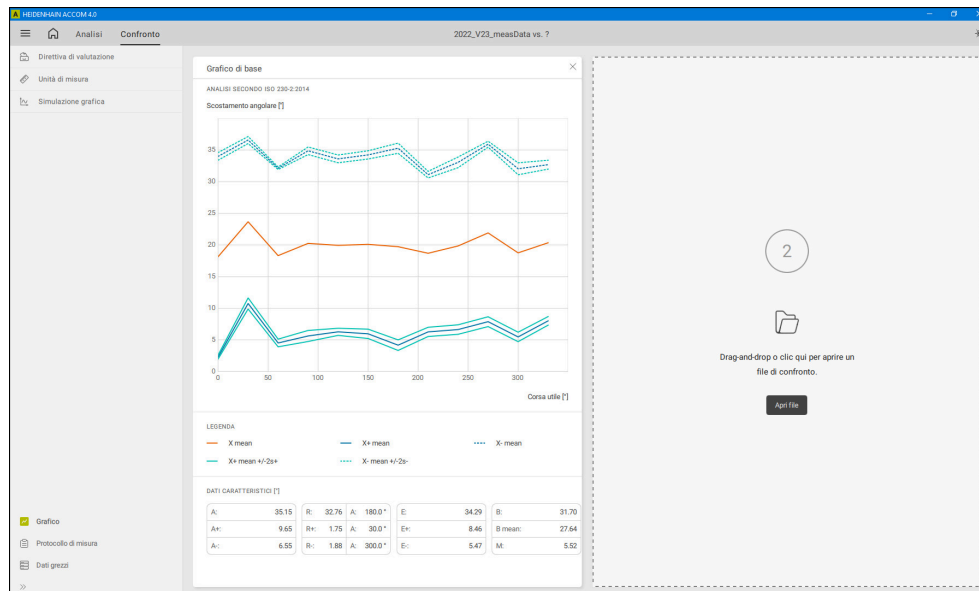 HEIDENHAIN ACCOM 4.0
Analisi Confronto 2022_V23_measData vs. ?
Direttiva di valutazione
Unità di misura
Simulazione grafica
Grafico di base
ANALISI SECONDO ISO 230-2:2014
Scostamento angolare ["]
35
30
25
20
15
10
5
0
0 50 100 150 200 250 300
Corsa utile [°]
LEGENDA
X mean X+ mean X- mean
X+ mean +/-2s+ X- mean +/-2s-
DATI CARATTERISTICI ["]
A: 35.15 R: 32.76 A: 180.0 ° E: 34.29 B: 31.70
A+: 9.65 R+: 1.75 A: 30.0 ° E+: 8.46 B mean: 27.64
A-: 6.55 R-: 1.88 A: 300.0 ° E-: 5.47 M: 5.52
2
Drag-and-drop o clic qui per aprire un
file di confronto.
Apri file
Grafico
Protocollo di misura
Dati grezzi